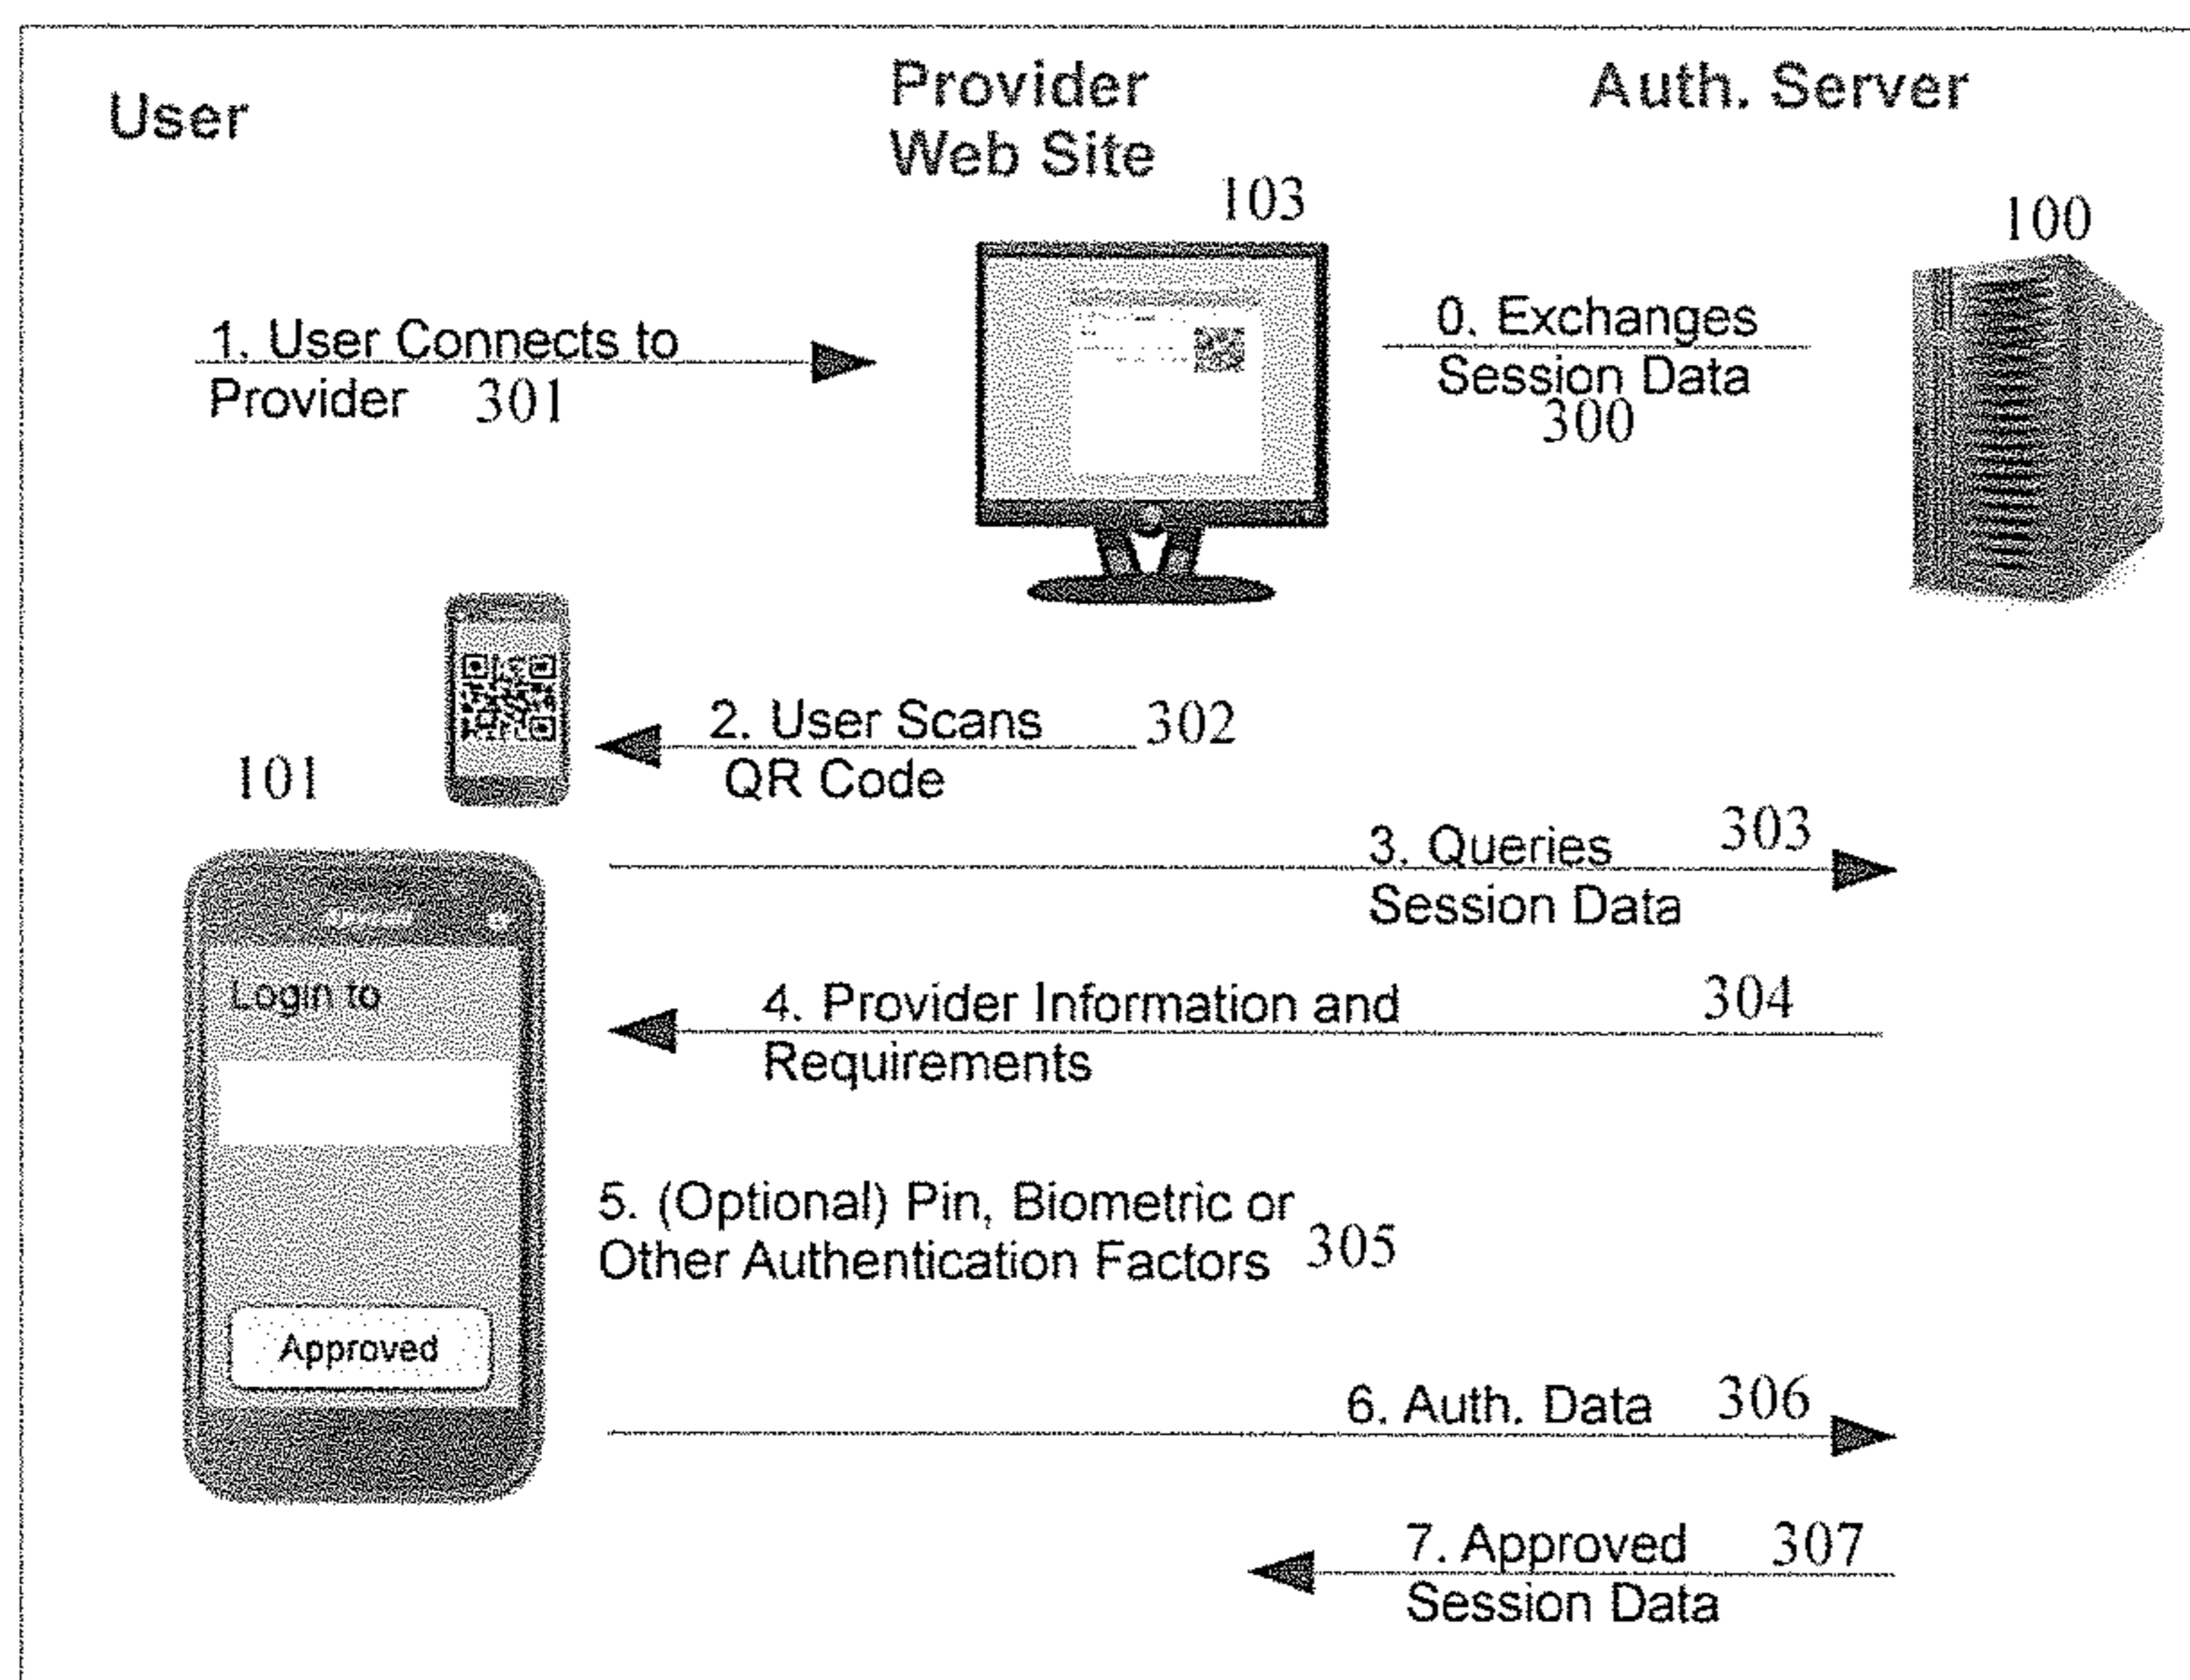 User
Provider
Web Site
Auth. Server
103
100
1. User Connects to
Provider 301
0. Exchanges
Session Data
300
2. User Scans 302
QR Code
101
3. Queries 303
Session Data
Login to
4. Provider Information and 304
Requirements
5. (Optional) Pin, Biometric or
Other Authentication Factors 305
Approved
6. Auth. Data 306
7. Approved 307
Session Data